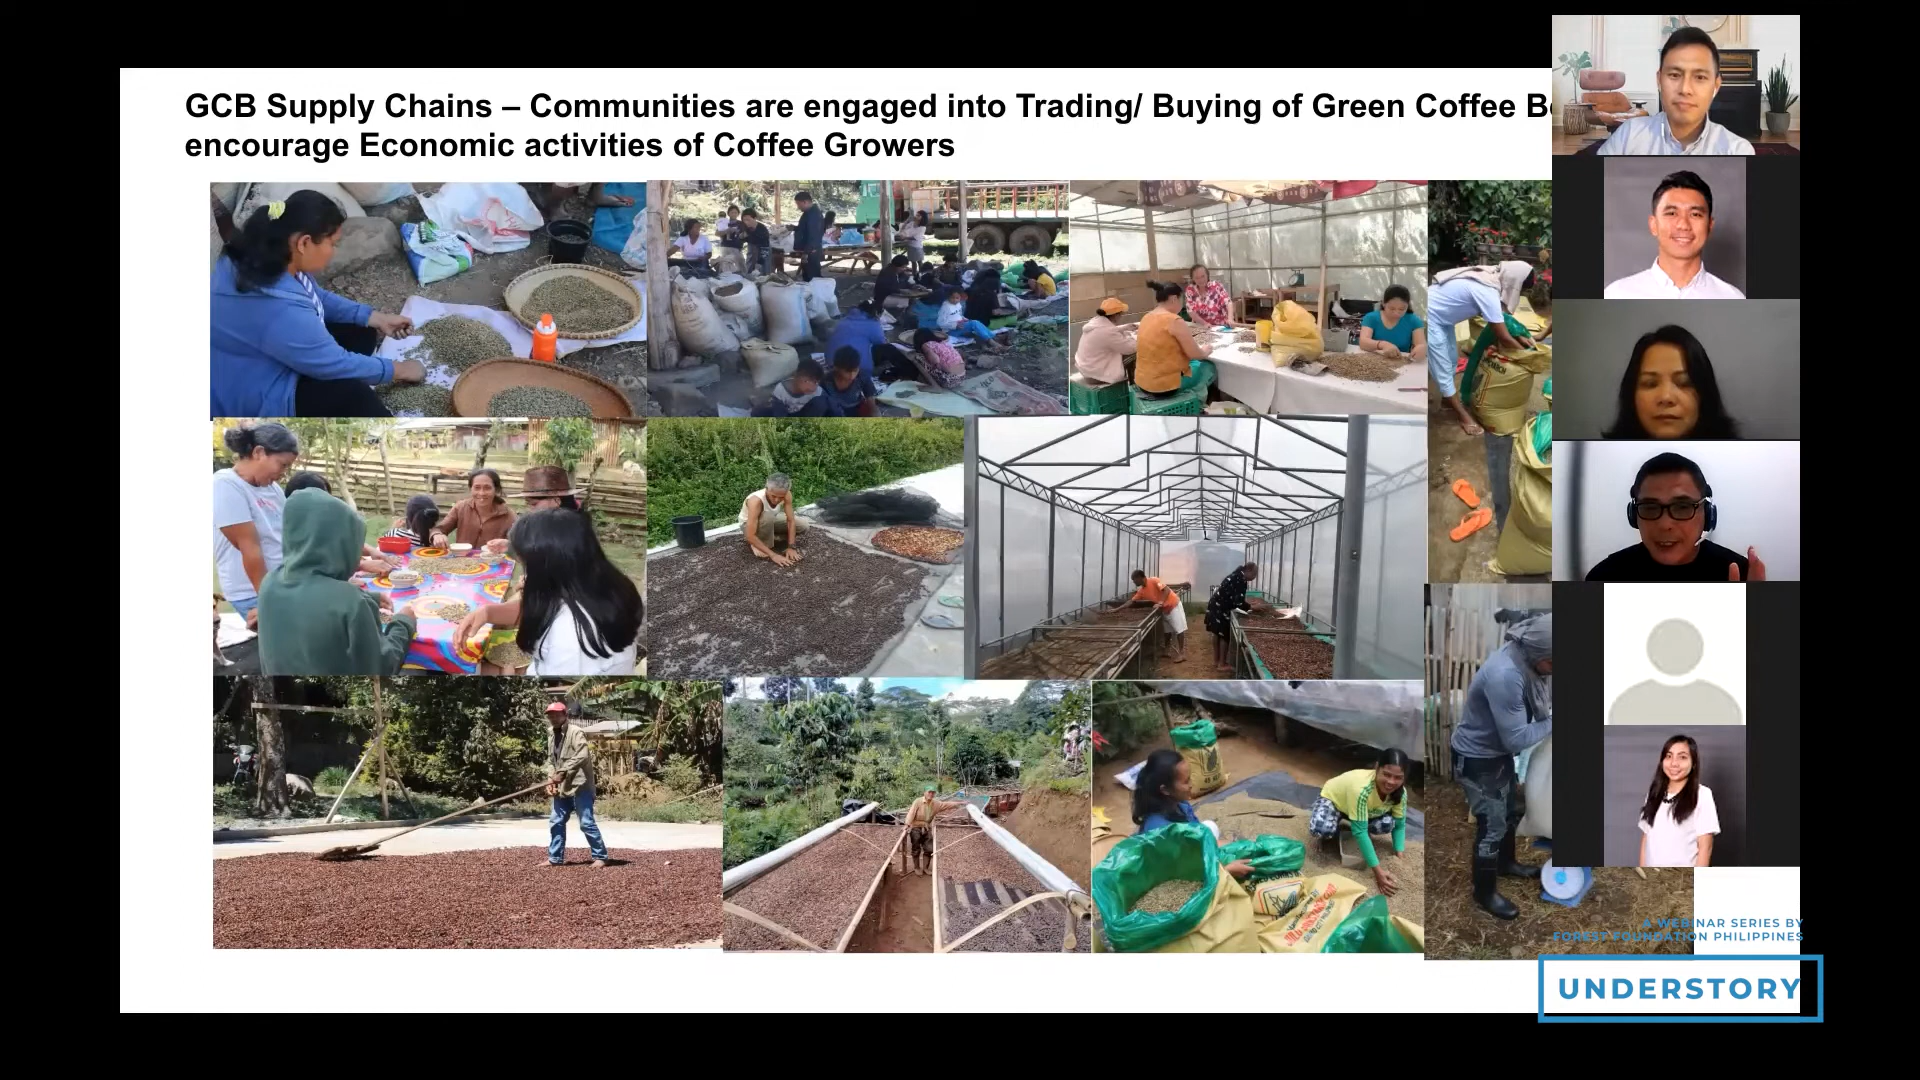 GCB Supply Chains – Communities are engaged into Trading/ Buying of Green Coffee
encourage Economic activities of Coffee Growers
A WEBINAR SERIES BY
FOREST FOUNDATION PHILIPPINES
UNDERSTORY